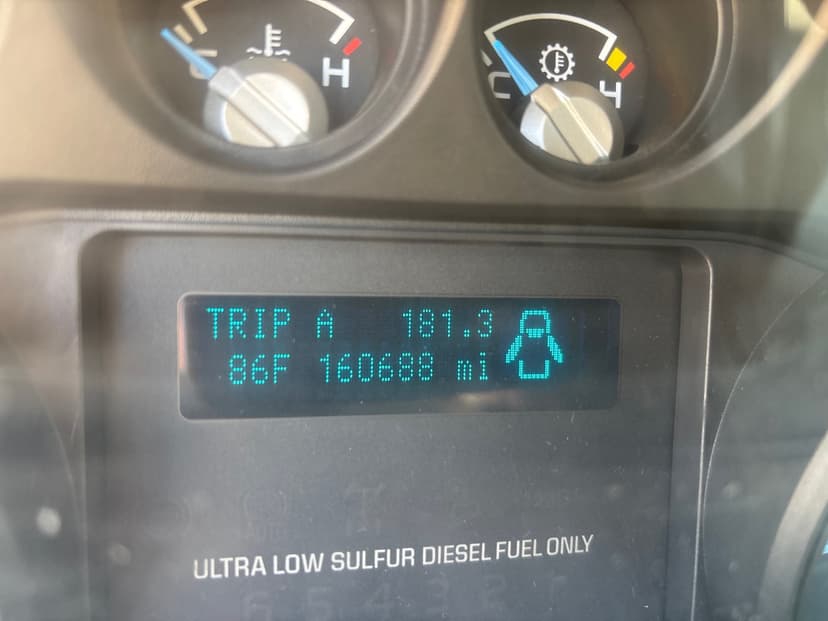 C H
C H
TRIP A 181.3
86F 160688 mi
ULTRA LOW SULFUR DIESEL FUEL ONLY